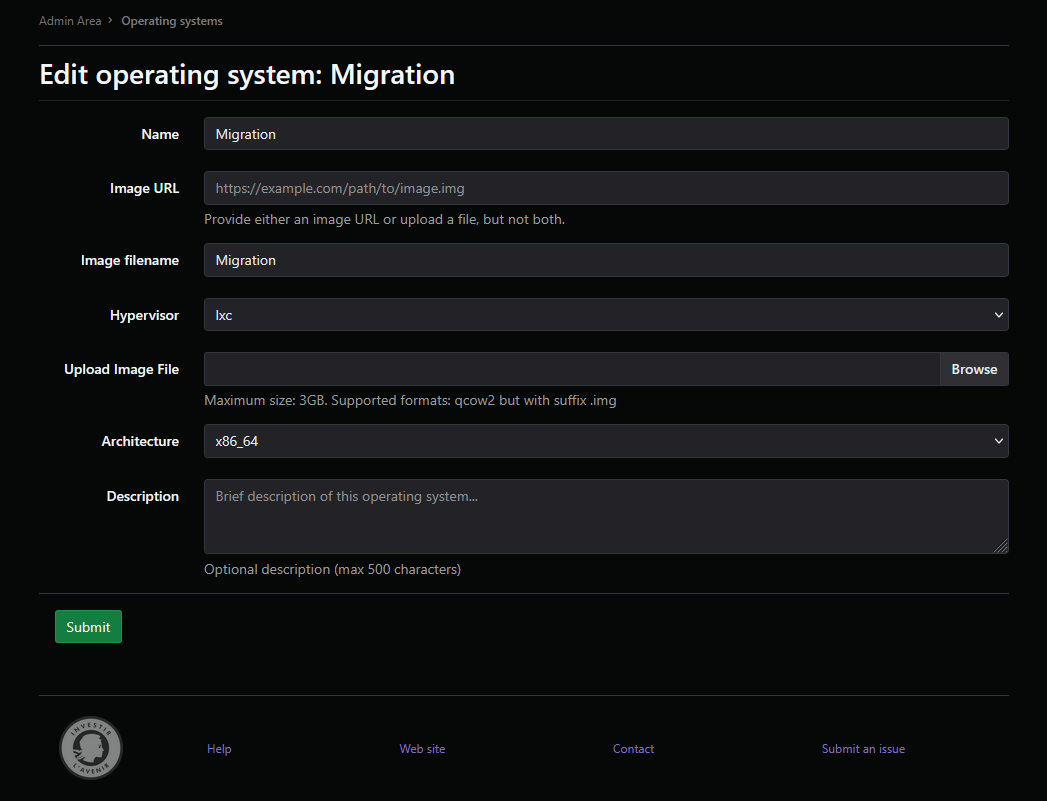 Admin Area › Operating systems
Edit operating system: Migration
Name
Migration
Image URL
https://example.com/path/to/image.img
Provide either an image URL or upload a file, but not both.
Image filename
Migration
Hypervisor
lxc
Upload Image File
Browse
Maximum size: 3GB. Supported formats: qcow2 but with suffix .img
Architecture
x86_64
Description
Brief description of this operating system...
Optional description (max 500 characters)
Submit
INVESTIR
L'AVENIR
Help
Web site
Contact
Submit an issue